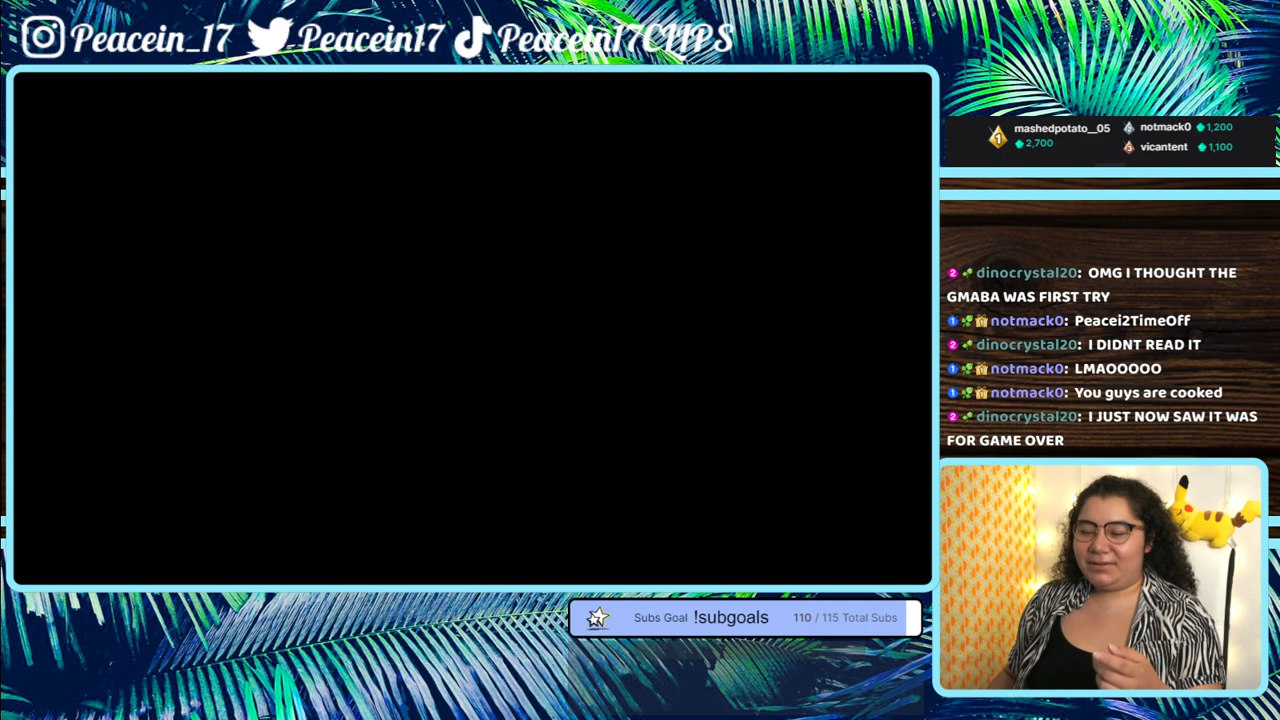 Peacein_17 Peacein17 Peacein17ClIPS
mashedpotato__05
2,700
notmack0 1,200
vicantent 1,100
dinocrystal20: OMG I THOUGHT THE
GMABA WAS FIRST TRY
notmack0: Peacei2TimeOff
dinocrystal20: I DIDNT READ IT
notmack0: LMAOOOOO
notmack0: You guys are cooked
dinocrystal20: I JUST NOW SAW IT WAS
FOR GAME OVER
Subs Goal !subgoals 110 / 115 Total Subs